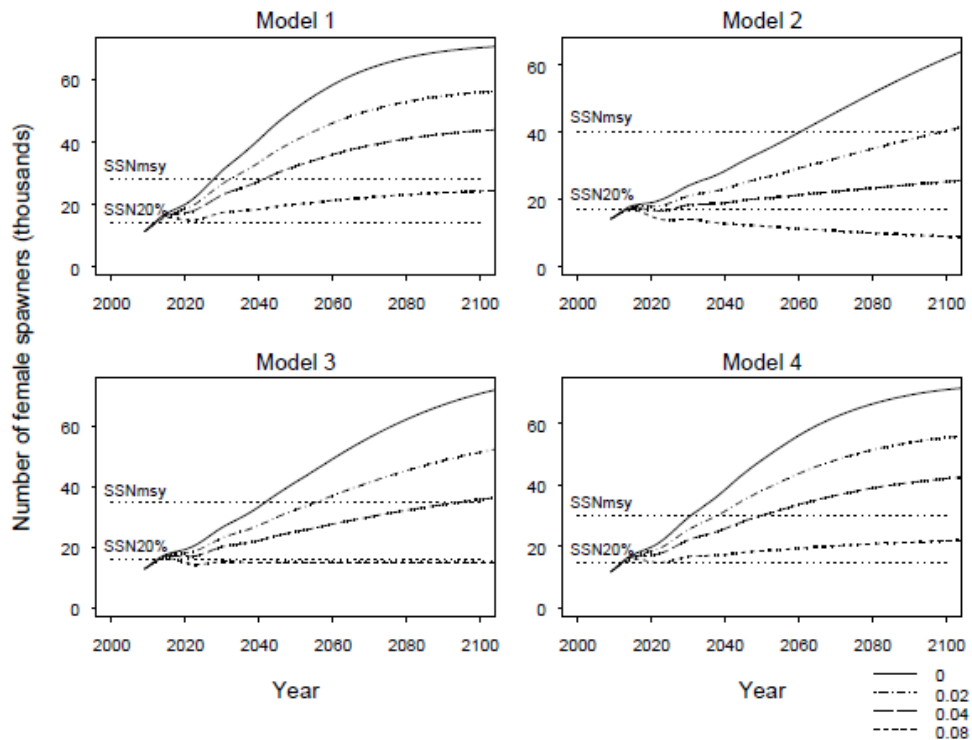 Model 1
Model 2
Number of female spawners (thousands)
60
40
20
0
SSNmsy
SSN20%
2000 2020 2040 2060 2080 2100
60
40
20
0
SSNmsy
SSN20%
2000 2020 2040 2060 2080 2100
Model 3
Model 4
60
40
20
0
SSNmsy
SSN20%
2000 2020 2040 2060 2080 2100
60
40
20
0
SSNmsy
SSN20%
2000 2020 2040 2060 2080 2100
Year
Year
0
0.02
0.04
0.08